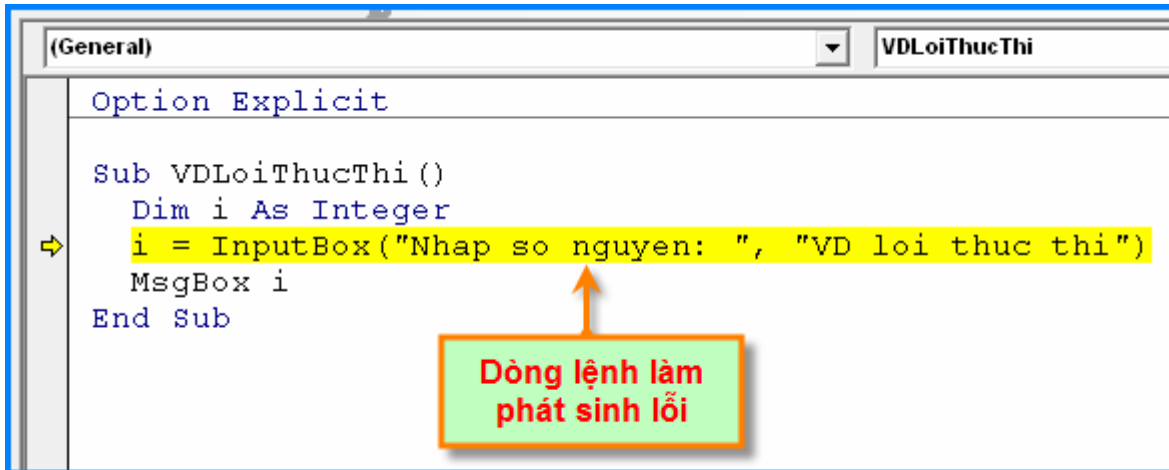 (General) VDLoiThucThi
Option Explicit
Sub VDLoiThucThi()
Dim i As Integer
i = InputBox("Nhap so nguyen: ", "VD loi thuc thi")
MsgBox i
End Sub
Dòng lệnh làm
phát sinh lỗi